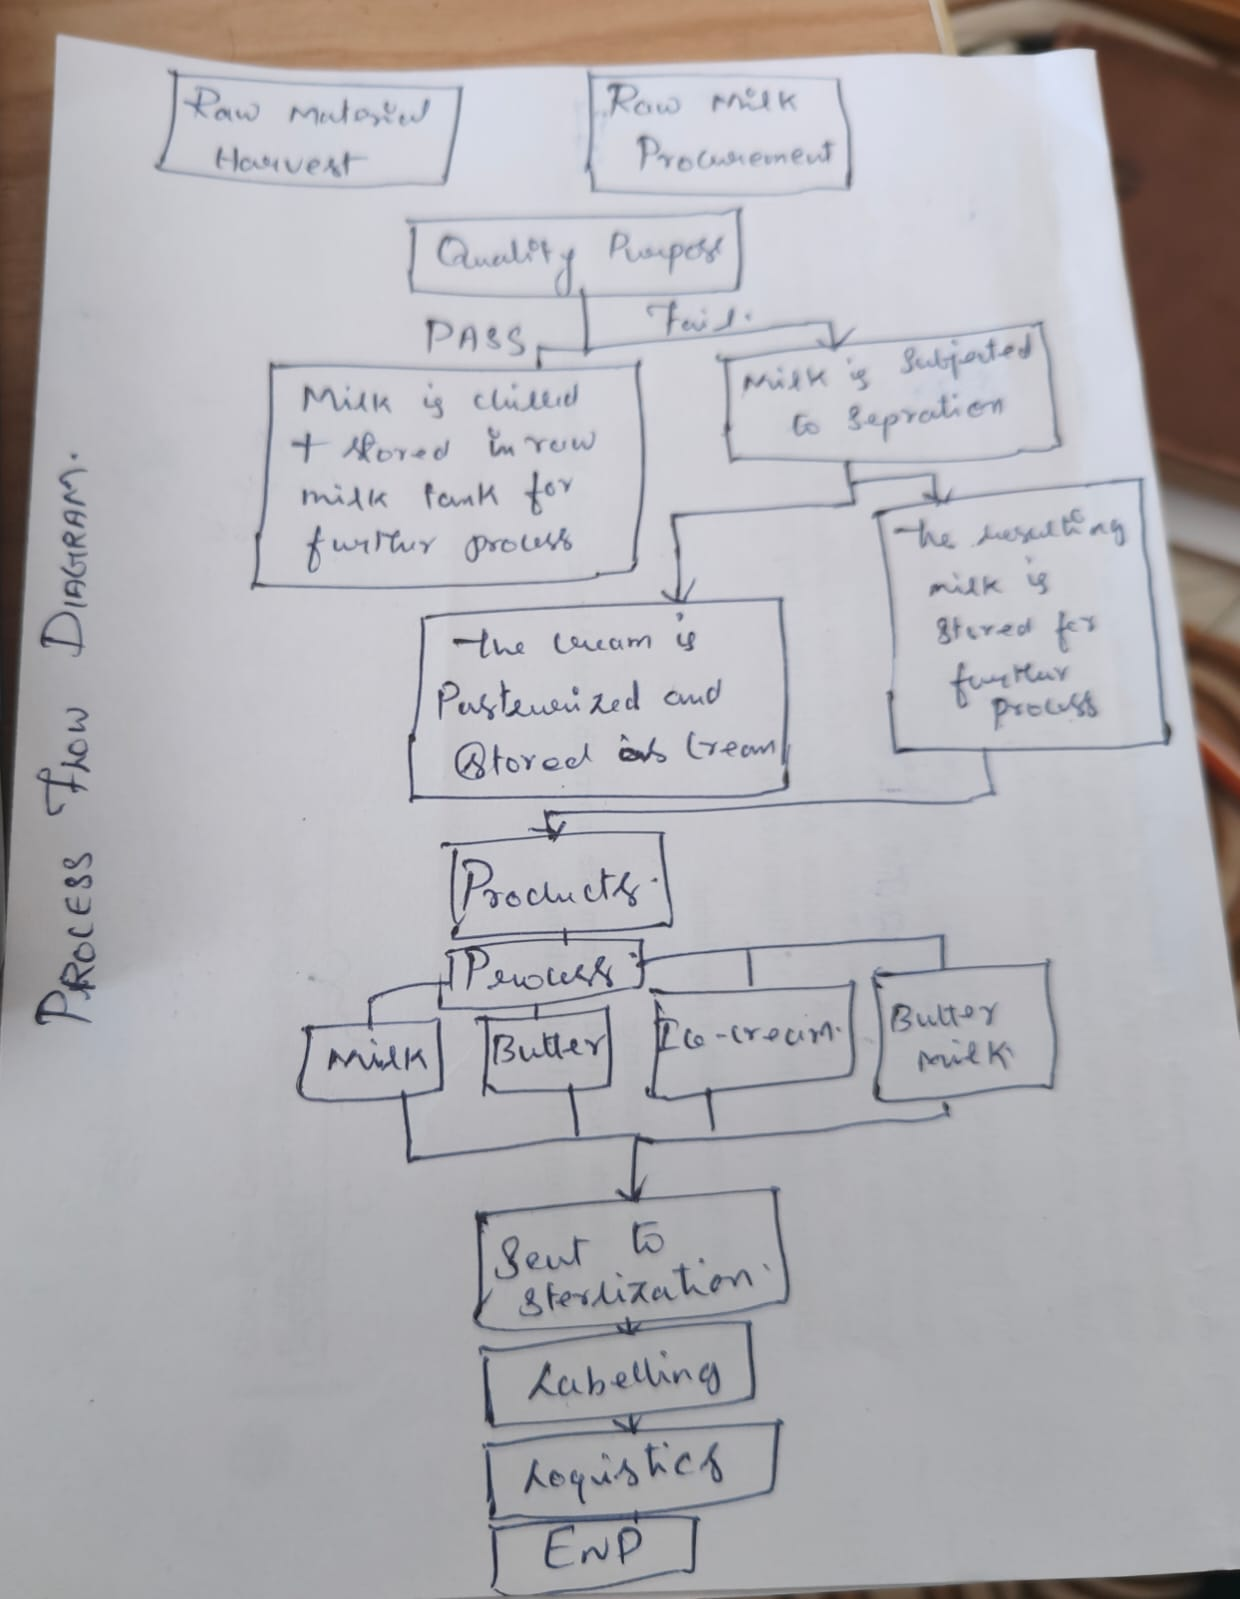 PROCESS FLOW DIAGRAM.
Raw Material
Harvest
Raw Milk
Procurement
Quality Purpose
PASS
Fail.
Milk is chilled
+ stored in raw
milk tank for
further process
Milk is Subjected
to Sepration
The cream is
Pasteurized and
Stored as Cream
The resulting
milk is
stored for
further
process
Products.
Process.
Milk
Butter
Ice-cream.
Butter
milk.
Sent to
Sterlization.
Labelling
Logistics
END